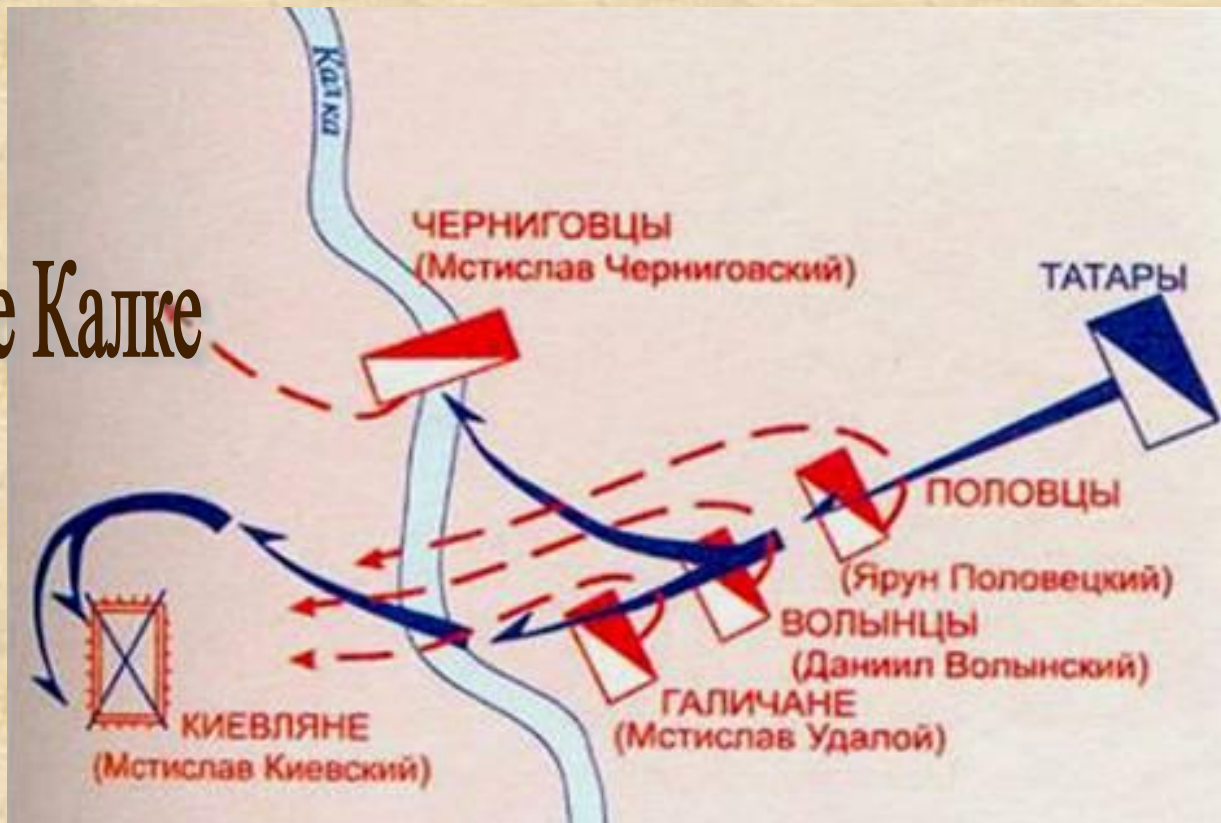 Калка
ЧЕРНИГОВЦЫ
(Мстислав Черниговский)
е Калке
ТАТАРЫ
ПОЛОВЦЫ
(Ярун Половецкий)
ВОЛЫНЦЫ
(Даниил Волынский)
ГАЛИЧАНЕ
(Мстислав Удалой)
КИЕВЛЯНЕ
(Мстислав Киевский)